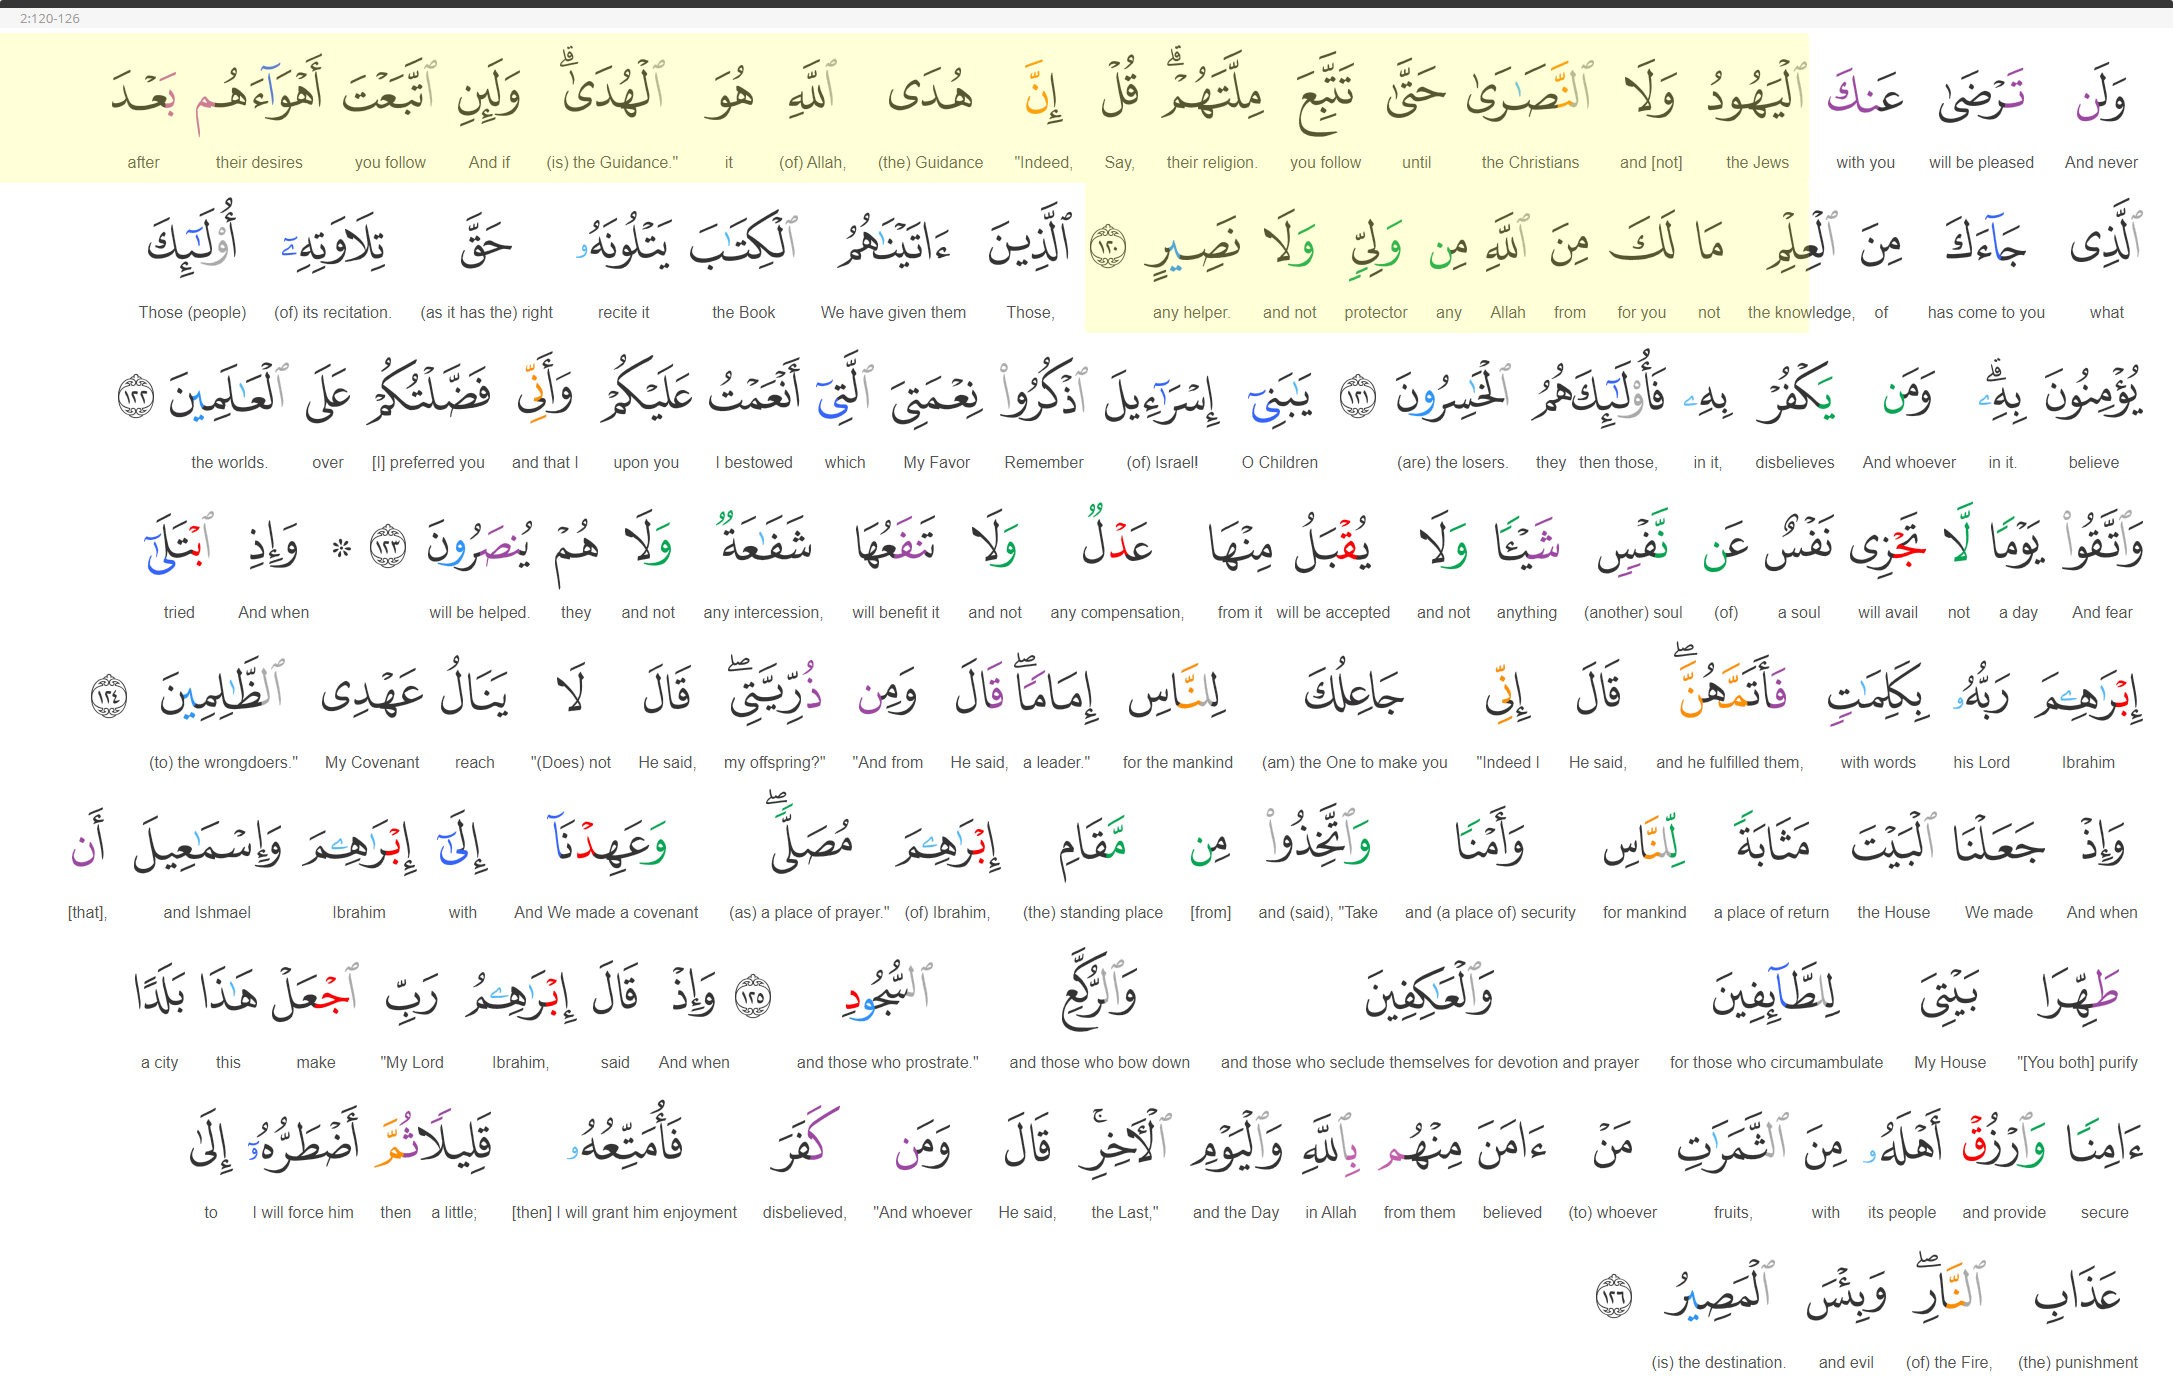 2:120-126
وَلَن تَرْضَىٰ عَنكَ ٱلْيَهُودُ وَلَا ٱلنَّصَـٰرَىٰ حَتَّىٰ تَتَّبِعَ مِلَّتَهُمْ ۗ قُلْ إِنَّ هُدَى ٱللَّهِ هُوَ ٱلْهُدَىٰ ۗ وَلَئِنِ ٱتَّبَعْتَ أَهْوَآءَهُم بَعْدَ
And never will be pleased with you the Jews and [not] the Christians until you follow their religion. Say, "Indeed, (the) Guidance (of) Allah, it (is) the Guidance." And if you follow their desires after
ٱلَّذِى جَآءَكَ مِنَ ٱلْعِلْمِ مَا لَكَ مِنَ ٱللَّهِ مِن وَلِىٍّ وَلَا نَصِيرٍ ١٢٠ ٱلَّذِينَ ءَاتَيْنَـٰهُمُ ٱلْكِتَـٰبَ يَتْلُونَهُۥ حَقَّ تِلَاوَتِهِۦٓ أُو۟لَـٰٓئِكَ
what has come to you of the knowledge, not for you from Allah any protector and not any helper. Those, We have given them the Book recite it (as it has the) right (of) its recitation. Those (people)
يُؤْمِنُونَ بِهِۦ ۗ وَمَن يَكْفُرْ بِهِۦ فَأُو۟لَـٰٓئِكَ هُمُ ٱلْخَـٰسِرُونَ ١٢١ يَـٰبَنِىٓ إِسْرَٰٓءِيلَ ٱذْكُرُوا۟ نِعْمَتِىَ ٱلَّتِىٓ أَنْعَمْتُ عَلَيْكُمْ وَأَنِّى فَضَّلْتُكُمْ عَلَى ٱلْعَـٰلَمِينَ ١٢٢
believe in it. And whoever disbelieves in it, then those, they (are) the losers. O Children (of) Israel! Remember My Favor which I bestowed upon you and that I [I] preferred you over the worlds.
وَٱتَّقُوا۟ يَوْمًا لَّا تَجْزِى نَفْسٌ عَن نَّفْسٍ شَيْـًٔا وَلَا يُقْبَلُ مِنْهَا عَدْلٌ وَلَا تَنفَعُهَا شَفَـٰعَةٌ وَلَا هُمْ يُنصَرُونَ ١٢٣ ۞ وَإِذِ ٱبْتَلَىٰٓ
And fear a day not will avail a soul (of) (another) soul anything and not will be accepted from it any compensation, and not will benefit it any intercession, and not they will be helped. And when tried
إِبْرَٰهِـۧمَ رَبُّهُۥ بِكَلِمَـٰتٍ فَأَتَمَّهُنَّ ۖ قَالَ إِنِّى جَاعِلُكَ لِلنَّاسِ إِمَامًا ۖ قَالَ وَمِن ذُرِّيَّتِى ۖ قَالَ لَا يَنَالُ عَهْدِى ٱلظَّـٰلِمِينَ ١٢٤
Ibrahim his Lord with words and he fulfilled them, He said, "Indeed I (am) the One to make you for the mankind a leader." He said, "And from my offspring?" He said, "(Does) not reach My Covenant (to) the wrongdoers."
وَإِذْ جَعَلْنَا ٱلْبَيْتَ مَثَابَةً لِّلنَّاسِ وَأَمْنًا وَٱتَّخِذُوا۟ مِن مَّقَامِ إِبْرَٰهِـۧمَ مُصَلًّى ۖ وَعَهِدْنَآ إِلَىٰٓ إِبْرَٰهِـۧمَ وَإِسْمَـٰعِيلَ أَن
And when We made the House a place of return for mankind and (a place of) security and (said), "Take [from] (the) standing place (of) Ibrahim, (as) a place of prayer." And We made a covenant with Ibrahim and Ishmael [that],
طَهِّرَا بَيْتِىَ لِلطَّآئِفِينَ وَٱلْعَـٰكِفِينَ وَٱلرُّكَّعِ ٱلسُّجُودِ ١٢٥ وَإِذْ قَالَ إِبْرَٰهِـۧمُ رَبِّ ٱجْعَلْ هَـٰذَا بَلَدًا
"[You both] purify My House for those who circumambulate and those who seclude themselves for devotion and prayer and those who bow down and those who prostrate." And when said Ibrahim, "My Lord make this a city
ءَامِنًا وَٱرْزُقْ أَهْلَهُۥ مِنَ ٱلثَّمَرَٰتِ مَنْ ءَامَنَ مِنْهُم بِٱللَّهِ وَٱلْيَوْمِ ٱلْـَٔاخِرِ ۚ قَالَ وَمَن كَفَرَ فَأُمَتِّعُهُۥ قَلِيلًا ثُمَّ أَضْطَرُّهُۥٓ إِلَىٰ
secure and provide its people with fruits, (to) whoever believed from them in Allah and the Day the Last," He said, "And whoever disbelieved, [then] I will grant him enjoyment a little; then I will force him to
عَذَابِ ٱلنَّارِ ۖ وَبِئْسَ ٱلْمَصِيرُ ١٢٦
(the) punishment (of) the Fire, and evil (is) the destination.